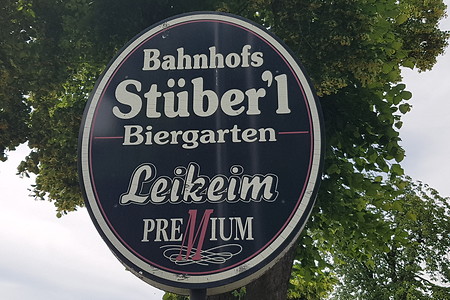 Bahnhofs
Stüber'l
Biergarten
Leikeim
PREMIUM